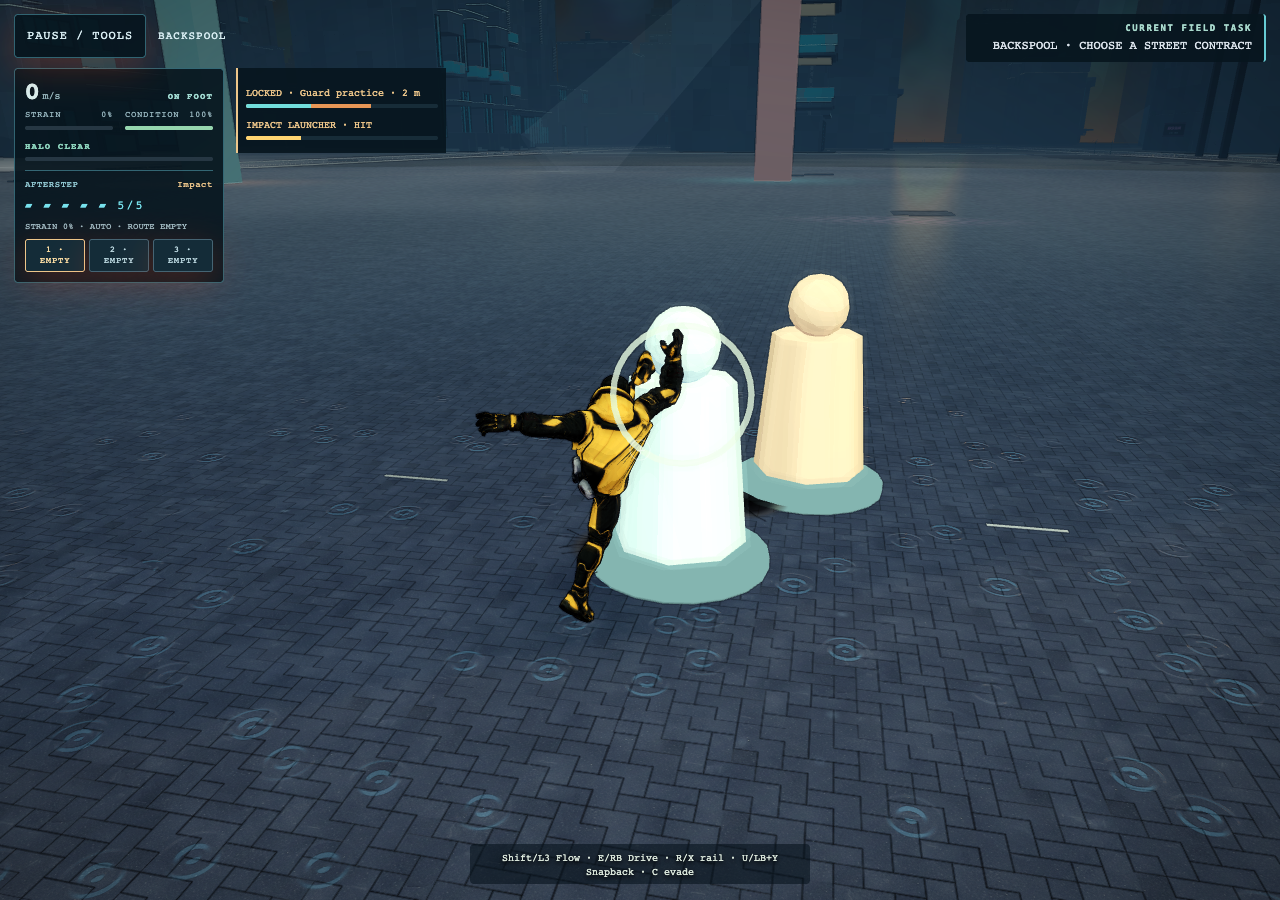 PAUSE / TOOLS
BACKSPOOL
CURRENT FIELD TASK
BACKSPOOL · CHOOSE A STREET CONTRACT
0 m/s
ON FOOT
STRAIN 0%
CONDITION 100%
HALO CLEAR
AFTERSTEP Impact
5/5
STRAIN 0% · AUTO · ROUTE EMPTY
1 · EMPTY
2 · EMPTY
3 · EMPTY
LOCKED · Guard practice · 2 m
IMPACT LAUNCHER · HIT
Shift/L3 Flow · E/RB Drive · R/X rail · U/LB+Y
Snapback · C evade